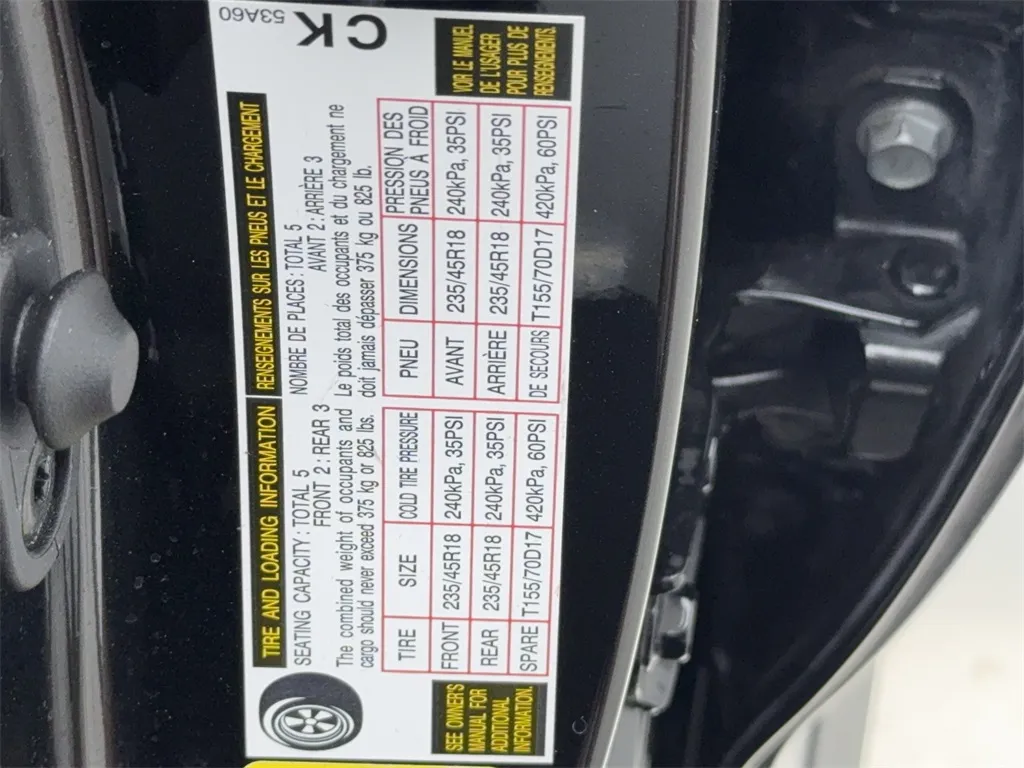 TIRE AND LOADING INFORMATION
SEATING CAPACITY: TOTAL 5
FRONT 2: REAR 3
The combined weight of occupants and
cargo should never exceed 375 kg or 825 lbs.
TIRE SIZE COLD TIRE PRESSURE
FRONT 235/45R18 240kPa, 35PSI
REAR 235/45R18 240kPa, 35PSI
SPARE T155/70D17 420kPa, 60PSI
SEE OWNER'S
MANUAL FOR
ADDITIONAL
INFORMATION.
RENSEIGNEMENTS SUR LES PNEUS ET LE CHARGEMENT
NOMBRE DE PLACES: TOTAL 5
AVANT 2: ARRIÈRE 3
Le poids total des occupants et du chargement ne
doit jamais dépasser 375 kg ou 825 lb.
PNEU DIMENSIONS PRESSION DES
PNEUS À FROID
AVANT 235/45R18 240kPa, 35PSI
ARRIÈRE 235/45R18 240kPa, 35PSI
DE SECOURS T155/70D17 420kPa, 60PSI
VOIR LE MANUEL
DE L'USAGER
POUR PLUS DE
RENSEIGNEMENTS.
53A60
CK